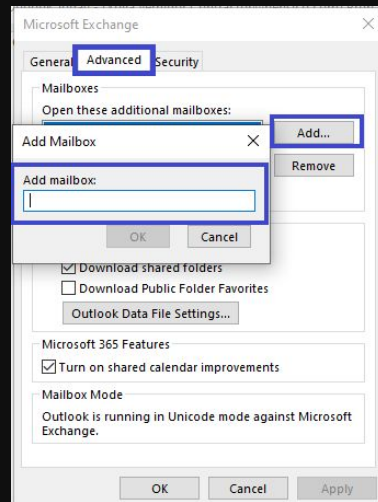 Microsoft Exchange
General Advanced Security
Mailboxes
Open these additional mailboxes:
Add...
Add Mailbox
Remove
Add mailbox:
OK Cancel
Download shared folders
Download Public Folder Favorites
Outlook Data File Settings...
Microsoft 365 Features
Turn on shared calendar improvements
Mailbox Mode
Outlook is running in Unicode mode against Microsoft
Exchange.
OK Cancel Apply